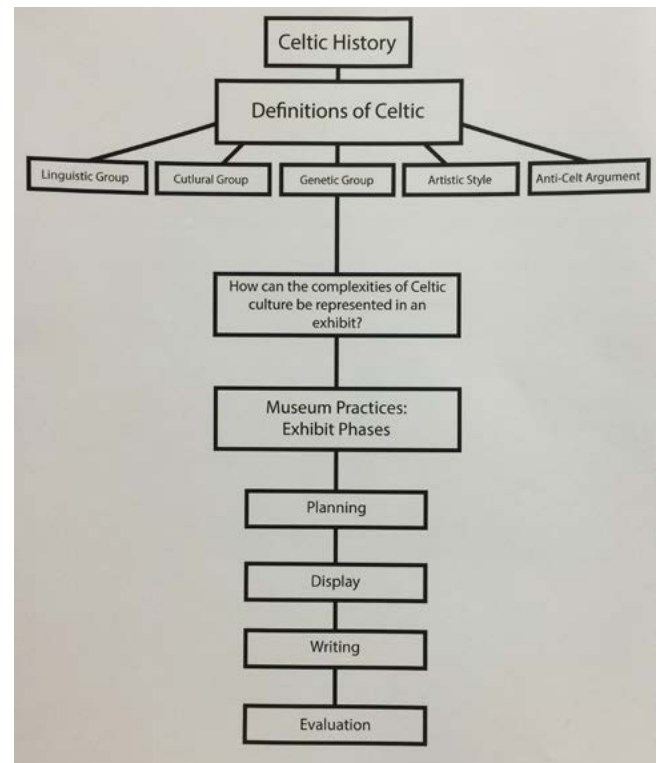 Celtic History
Definitions of Celtic
Linguistic Group
Cutlural Group
Genetic Group
Artistic Style
Anti-Celt Argument
How can the complexities of Celtic
culture be represented in an
exhibit?
Museum Practices:
Exhibit Phases
Planning
Display
Writing
Evaluation